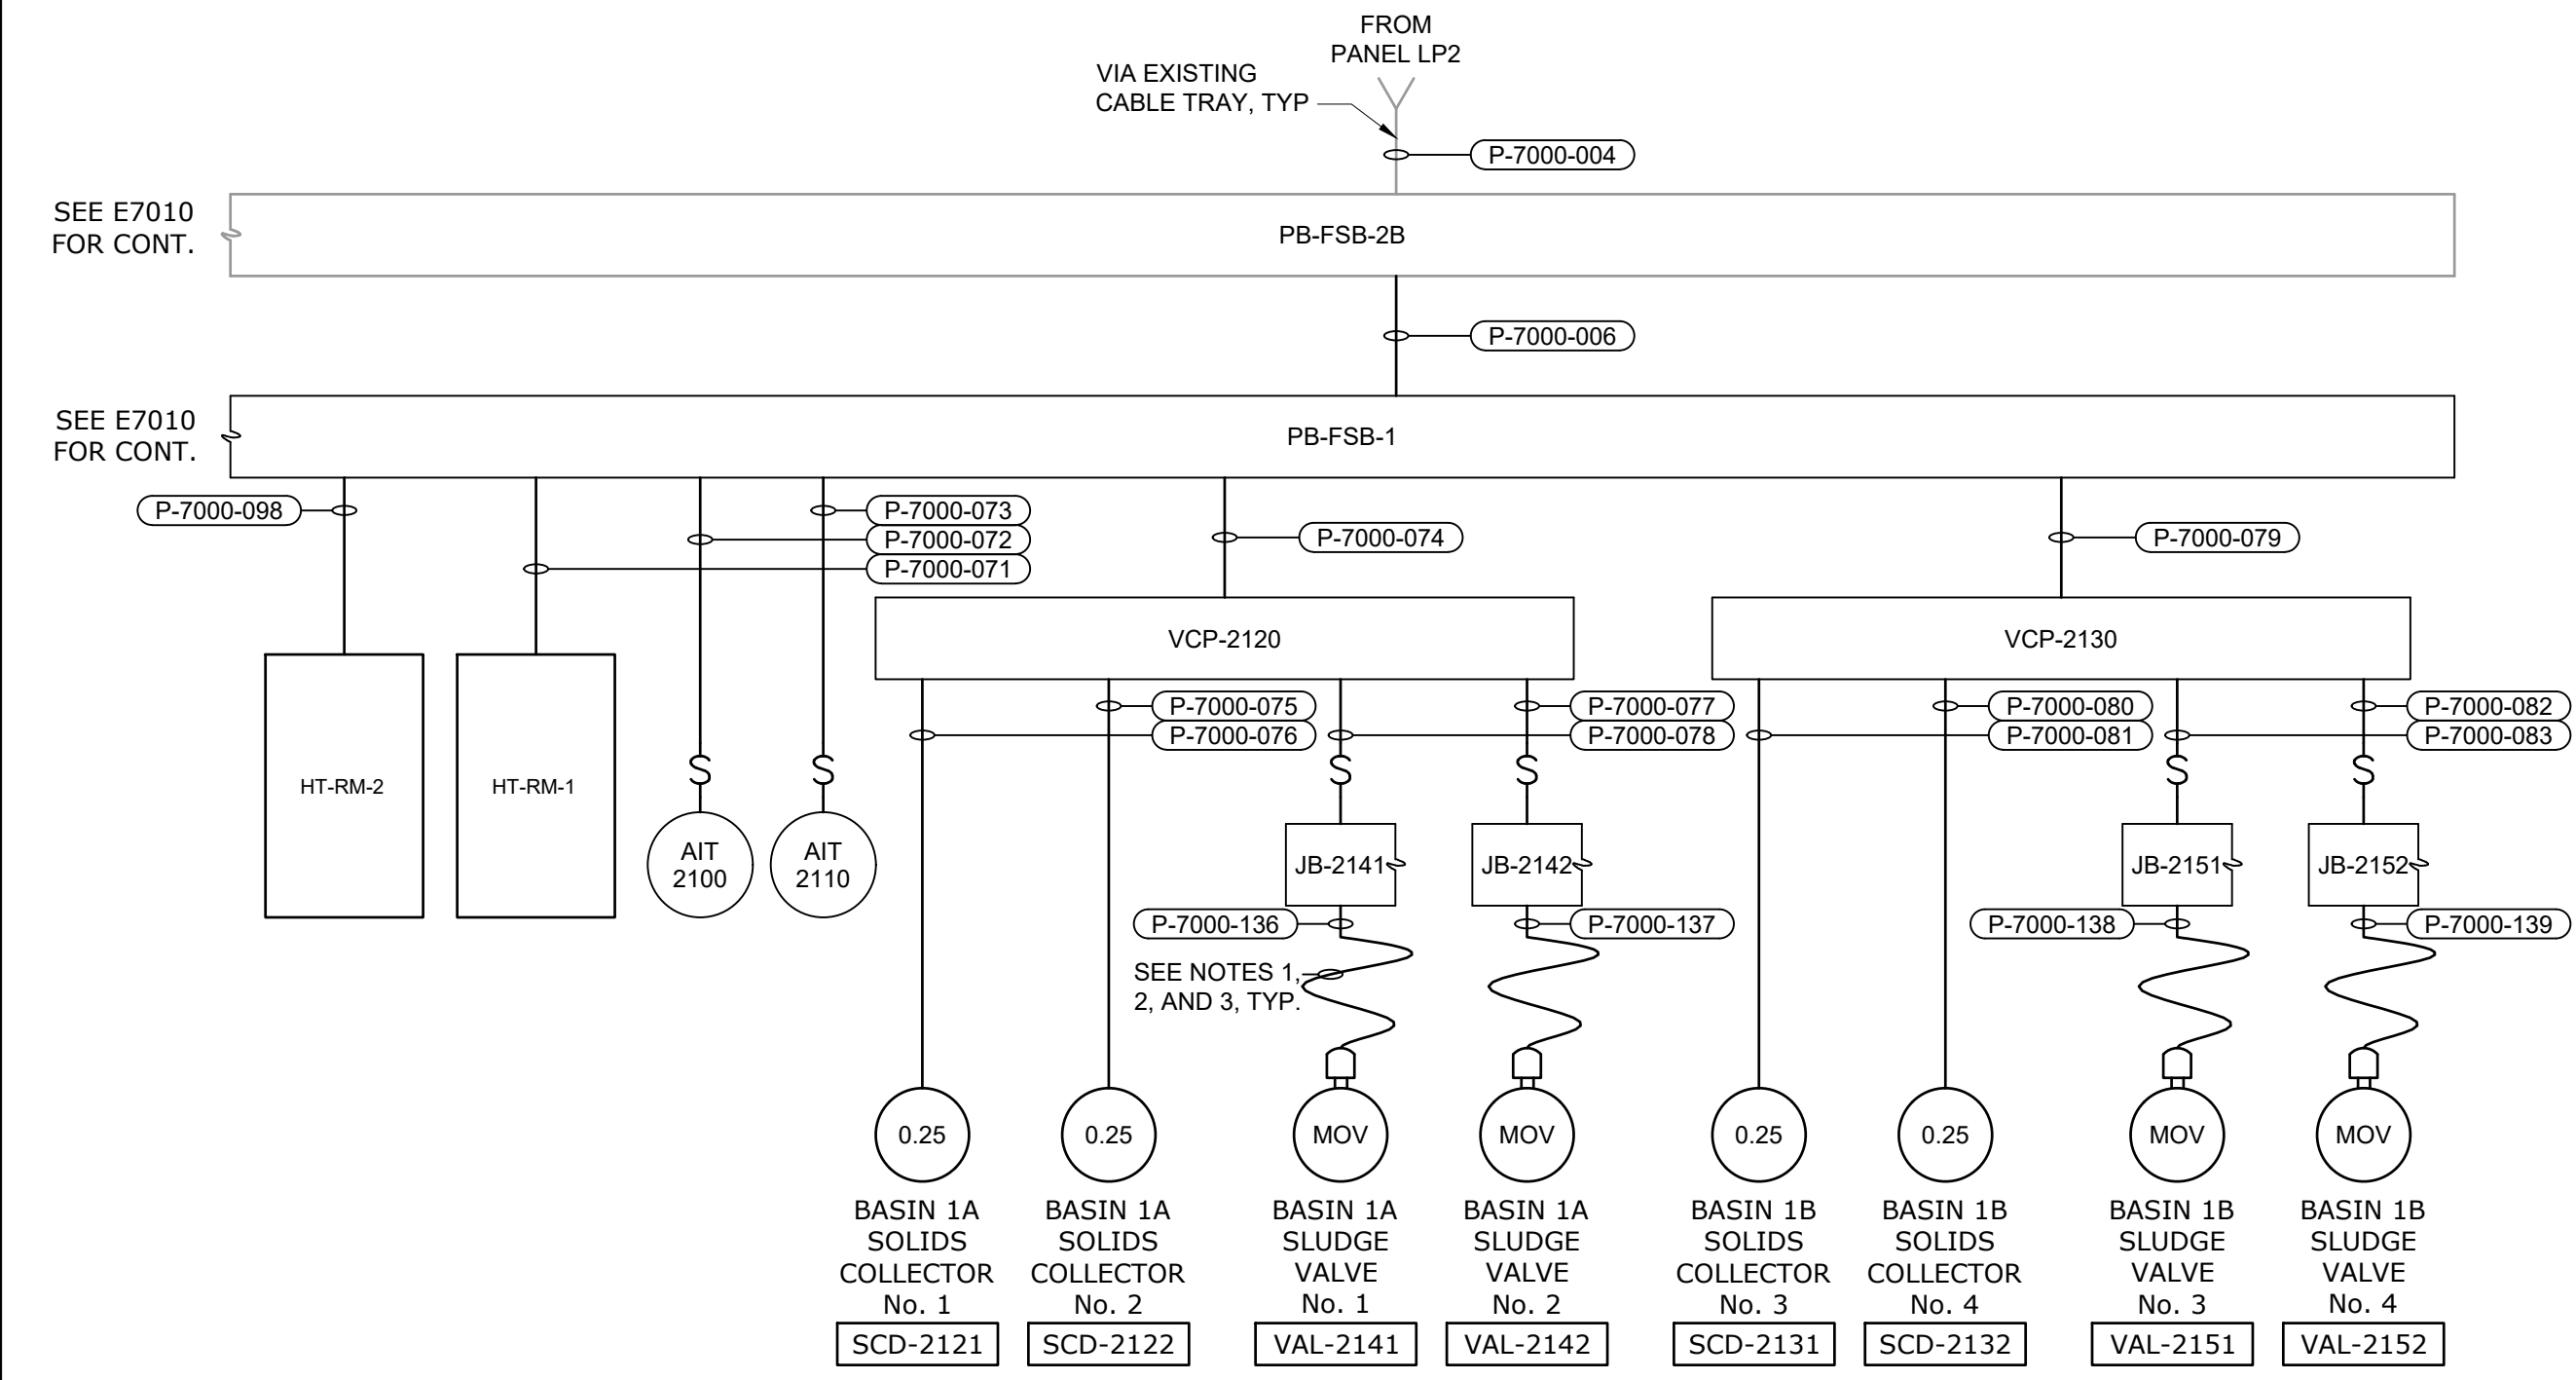 FROM
PANEL LP2
VIA EXISTING
CABLE TRAY, TYP
P-7000-004
SEE E7010
FOR CONT.
PB-FSB-2B
P-7000-006
SEE E7010
FOR CONT.
PB-FSB-1
P-7000-098
P-7000-073
P-7000-072
P-7000-071
P-7000-074
P-7000-079
VCP-2120
VCP-2130
P-7000-075
P-7000-076
P-7000-077
P-7000-078
P-7000-080
P-7000-081
P-7000-082
P-7000-083
S
S
S
S
S
S
HT-RM-2
HT-RM-1
AIT
2100
AIT
2110
JB-2141
JB-2142
JB-2151
JB-2152
P-7000-136
P-7000-137
P-7000-138
P-7000-139
SEE NOTES 1,
2, AND 3, TYP.
0.25
0.25
MOV
MOV
0.25
0.25
MOV
MOV
BASIN 1A
SOLIDS
COLLECTOR
No. 1
SCD-2121
BASIN 1A
SOLIDS
COLLECTOR
No. 2
SCD-2122
BASIN 1A
SLUDGE
VALVE
No. 1
VAL-2141
BASIN 1A
SLUDGE
VALVE
No. 2
VAL-2142
BASIN 1B
SOLIDS
COLLECTOR
No. 3
SCD-2131
BASIN 1B
SOLIDS
COLLECTOR
No. 4
SCD-2132
BASIN 1B
SLUDGE
VALVE
No. 3
VAL-2151
BASIN 1B
SLUDGE
VALVE
No. 4
VAL-2152